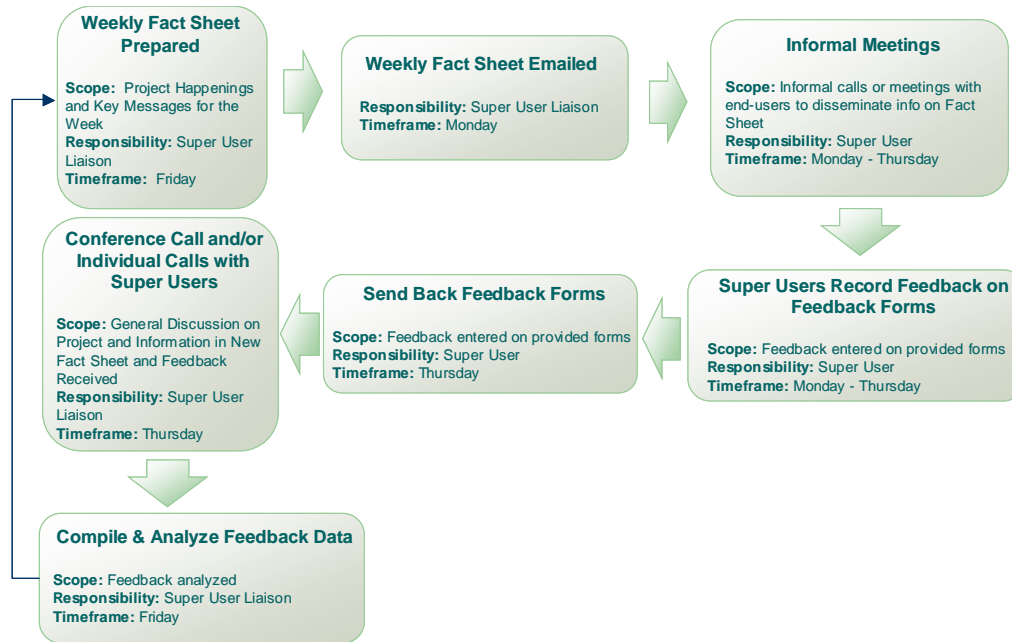 Weekly Fact Sheet
Prepared
Scope:  Project Happenings
and Key Messages for the
Week
Responsibility: Super User
Liaison
Timeframe:  Friday
Weekly Fact Sheet Emailed
Responsibility: Super User Liaison
Timeframe: Monday
Informal Meetings
Scope: Informal calls or meetings with
end-users to disseminate info on Fact
Sheet
Responsibility: Super User
Timeframe: Monday - Thursday
Super Users Record Feedback on
Feedback Forms
Scope: Feedback entered on provided forms
Responsibility: Super User
Timeframe: Monday - Thursday
Send Back Feedback Forms
Scope: Feedback entered on provided forms
Responsibility: Super User
Timeframe: Thursday
Conference Call and/or
Individual Calls with
Super Users
Scope: General Discussion on
Project and Information in New
Fact Sheet and Feedback
Received
Responsibility: Super User
Liaison
Timeframe: Thursday
Compile & Analyze Feedback Data
Scope: Feedback analyzed
Responsibility: Super User Liaison
Timeframe: Friday